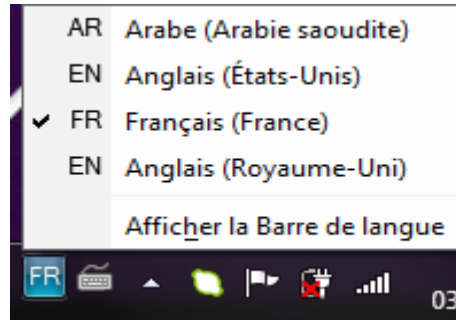 AR Arabe (Arabie saoudite)
EN Anglais (États-Unis)
FR Français (France)
EN Anglais (Royaume-Uni)
Afficher la Barre de langue
FR
03